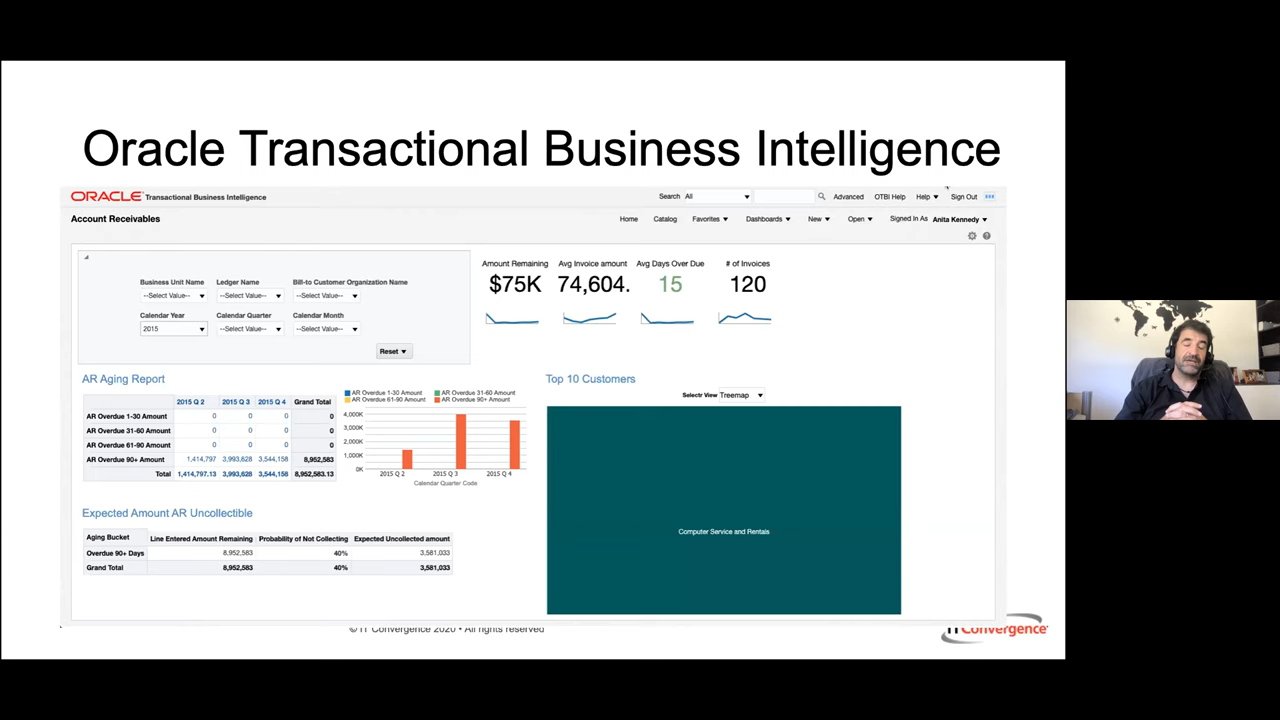 Oracle Transactional Business Intelligence
ORACLE Transactional Business Intelligence
Search All
Advanced OTBI Help Help Sign Out
Account Receivables
Home Catalog Favorites Dashboards New Open Signed In As Anita Kennedy
Business Unit Name Ledger Name Bill-to Customer Organization Name
--Select Value-- --Select Value-- --Select Value--
Calendar Year Calendar Quarter Calendar Month
2015 --Select Value-- --Select Value--
Reset
Amount Remaining Avg Invoice amount Avg Days Over Due # of Invoices
$75K 74,604. 15 120
AR Aging Report
2015 Q 2 2015 Q 3 2015 Q 4 Grand Total
AR Overdue 1-30 Amount 0 0 0 0
AR Overdue 31-60 Amount 0 0 0 0
AR Overdue 61-90 Amount 0 0 0 0
AR Overdue 90+ Amount 1,414,797 3,993,628 3,544,158 8,952,583
Total 1,414,797.13 3,993,628 3,544,158 8,952,583.13
AR Overdue 1-30 Amount AR Overdue 31-60 Amount
AR Overdue 61-90 Amount AR Overdue 90+ Amount
4,000K
3,000K
2,000K
1,000K
0K
2015 Q 2 2015 Q 3 2015 Q 4
Calendar Quarter Code
Top 10 Customers
Selectr View Treemap
Computer Service and Rentals
Expected Amount AR Uncollectible
Aging Bucket Line Entered Amount Remaining Probability of Not Collecting Expected Uncollected amount
Overdue 90+ Days 8,952,583 40% 3,581,033
Grand Total 8,952,583 40% 3,581,033
© IT Convergence 2020 • All rights reserved
IT Convergence